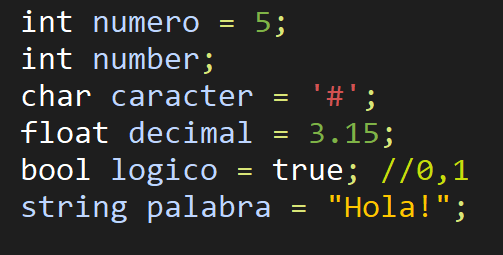 int numero = 5;
int number;
char caracter = '#';
float decimal = 3.15;
bool logico = true; //0,1
string palabra = "Hola!";